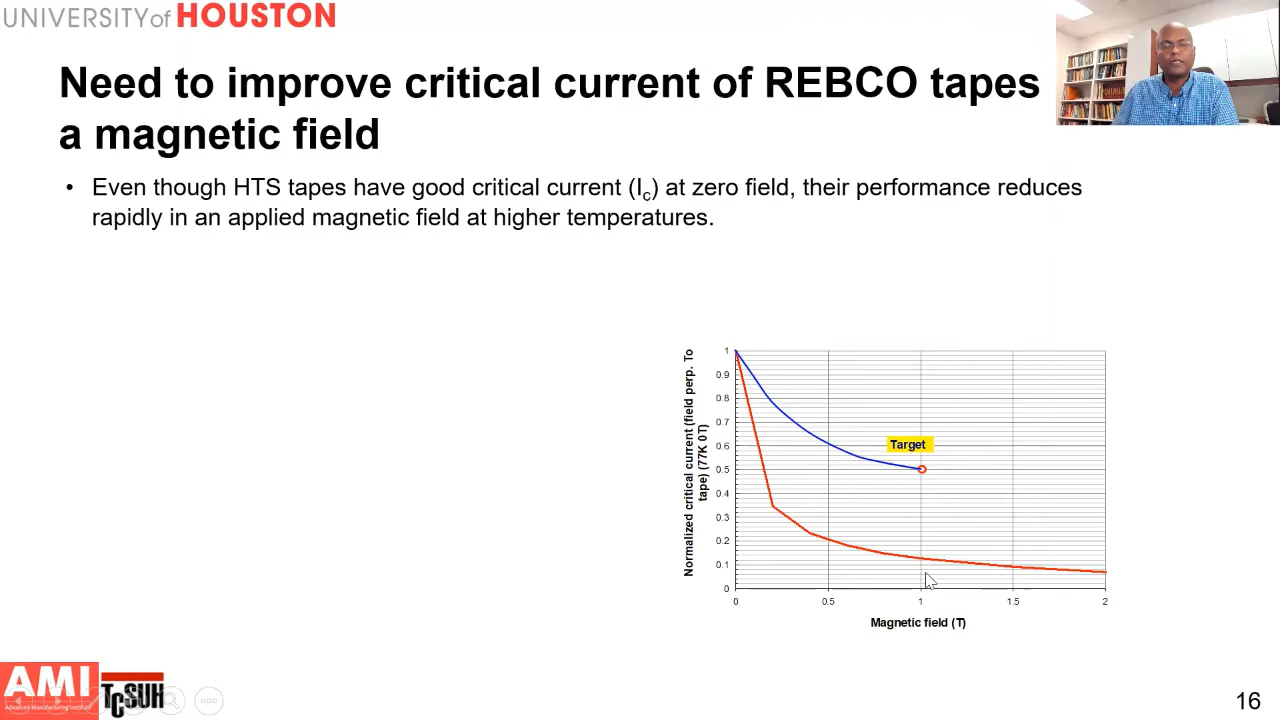 UNIVERSITYof HOUSTON
Need to improve critical current of REBCO tapes
a magnetic field
• Even though HTS tapes have good critical current (Ic) at zero field, their performance reduces
rapidly in an applied magnetic field at higher temperatures.
Normalized critical current (field perp. To
tape) (77K 0T)
1
0.9
0.8
0.7
0.6
0.5
0.4
0.3
0.2
0.1
0
Target
0 0.5 1 1.5 2
Magnetic field (T)
AMI
Advanced Manufacturing Institute
TcSUH
16